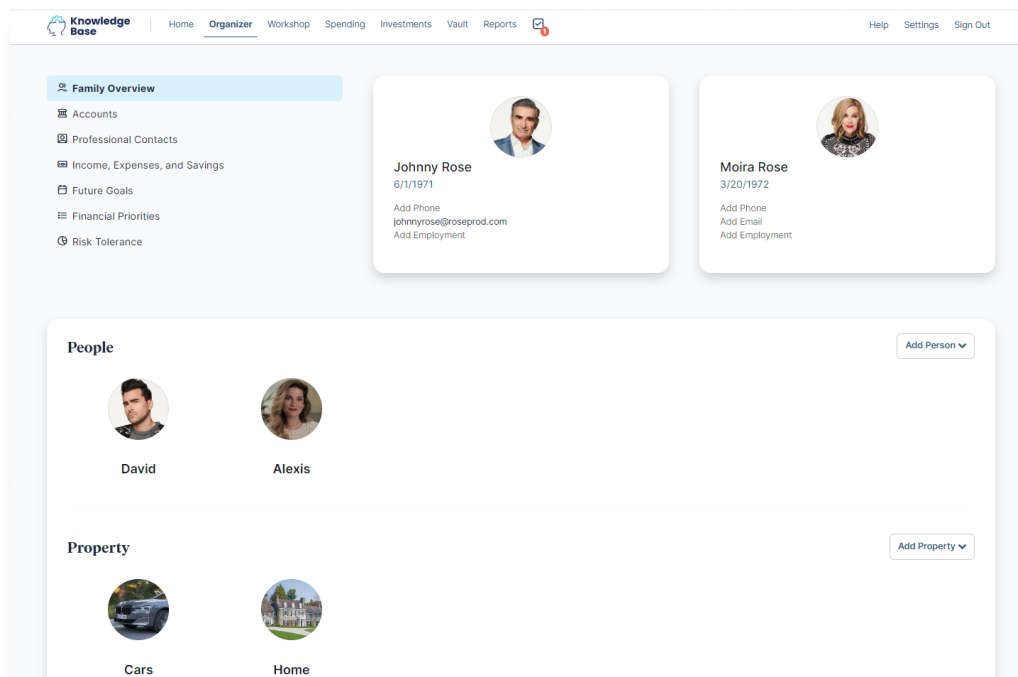 Knowledge
Base
Home Organizer Workshop Spending Investments Vault Reports 1 Help Settings Sign Out
Family Overview
Accounts
Professional Contacts
Income, Expenses, and Savings
Future Goals
Financial Priorities
Risk Tolerance
Johnny Rose
6/1/1971
Add Phone
johnnyrose@roseprod.com
Add Employment
Moira Rose
3/20/1972
Add Phone
Add Email
Add Employment
People
Add Person
David
Alexis
Property
Add Property
Cars
Home